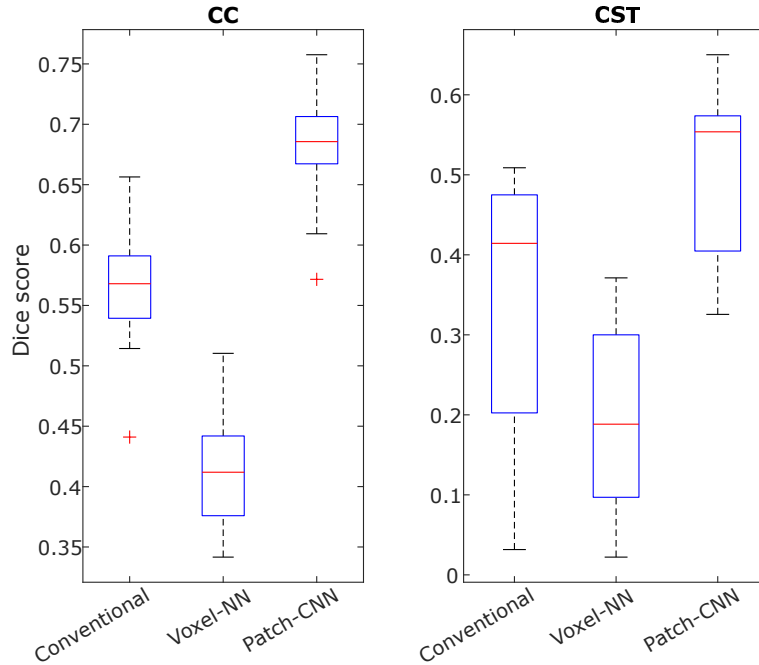 CC
CST
Dice score
0.75
0.7
0.65
0.6
0.55
0.5
0.45
0.4
0.35
Conventional
Voxel-NN
Patch-CNN
0.6
0.5
0.4
0.3
0.2
0.1
0
Conventional
Voxel-NN
Patch-CNN